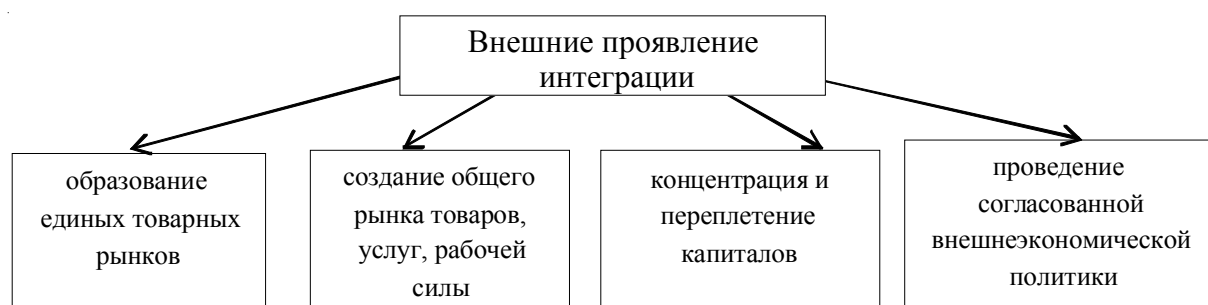 Внешние проявление
интеграции
образование
единых товарных
рынков
создание общего
рынка товаров,
услуг, рабочей
силы
концентрация и
переплетение
капиталов
проведение
согласованной
внешнеэкономической
политики